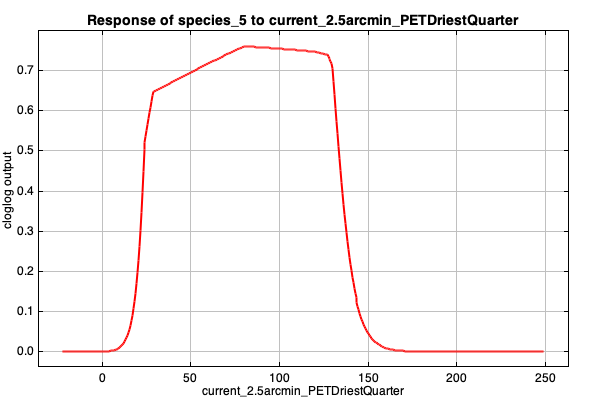 Response of species_5 to current_2.5arcmin_PETDriestQuarter
cloglog output
0.7
0.6
0.5
0.4
0.3
0.2
0.1
0.0
0 50 100 150 200 250
current_2.5arcmin_PETDriestQuarter